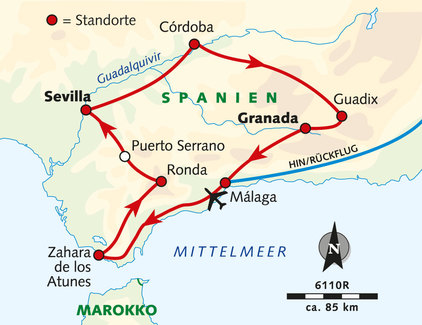 = Standorte
Córdoba
Guadalquivir
Sevilla
SPANIEN
Guadix
Granada
Puerto Serrano
HIN/RÜCKFLUG
Ronda
Málaga
Zahara
de los
Atunes
MITTELMEER
N
6110R
MAROKKO
ca. 85 km